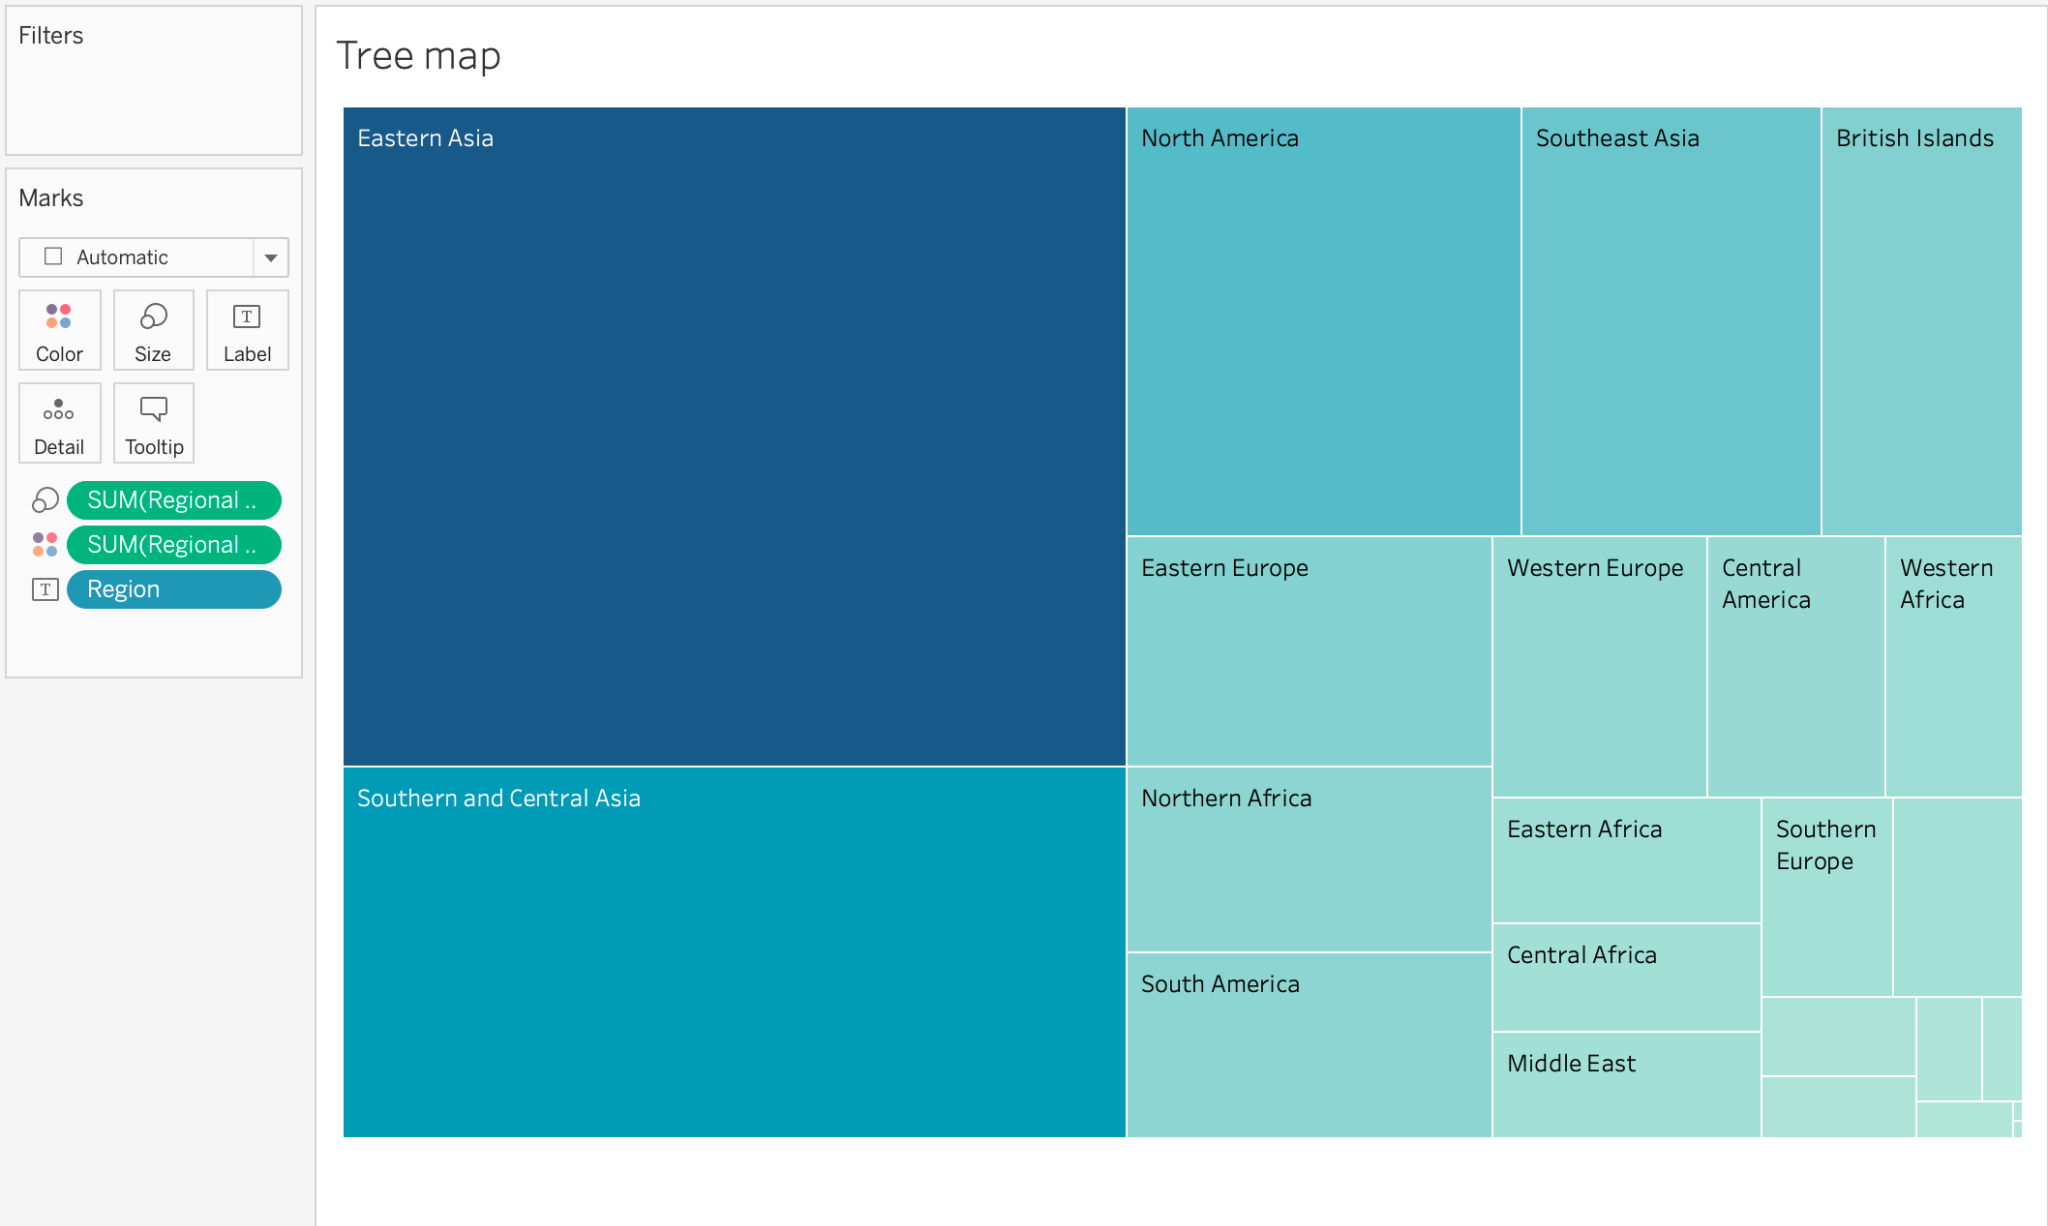 Filters
Marks
Automatic
Color
Size
T
Label
Detail
Tooltip
SUM(Regional ..
SUM(Regional ..
T
Region
Tree map
Eastern Asia
North America
Southeast Asia
British Islands
Eastern Europe
Western Europe
Central
America
Western
Africa
Southern and Central Asia
Northern Africa
Eastern Africa
Southern
Europe
Central Africa
South America
Middle East